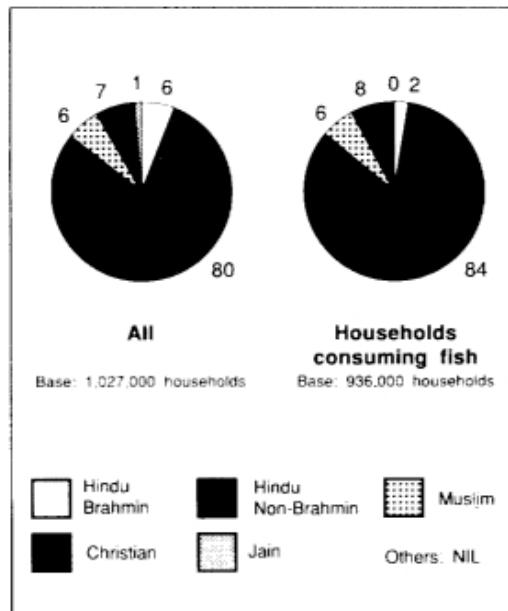 1 6
7
6
80
All
Base: 1,027,000 households
0 2
8
6
84
Households
consuming fish
Base: 936,000 households
Hindu
Brahmin
Hindu
Non-Brahmin
Muslim
Christian
Jain
Others: NIL